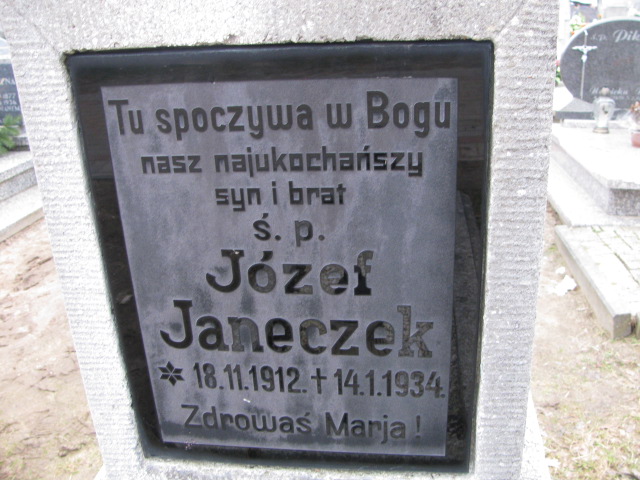 Tu spoczywa w Bogu
nasz najukochańszy
syn i brat
ś. p.
Józef
Janeczek
* 18.11.1912. † 14.1.1934.
Zdrowaś Marja!